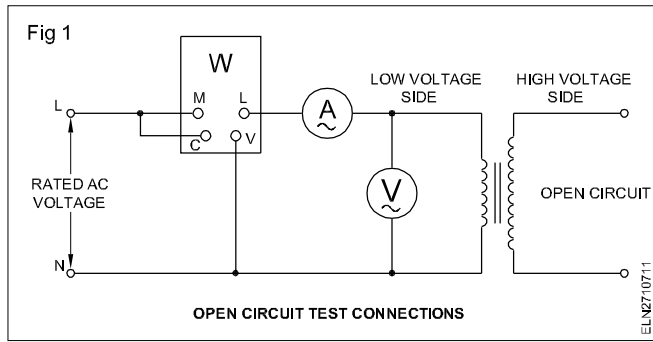 Fig 1
W
M
L
C
V
L
A
LOW VOLTAGE
SIDE
HIGH VOLTAGE
SIDE
RATED AC
VOLTAGE
V
OPEN CIRCUIT
N
OPEN CIRCUIT TEST CONNECTIONS
ELN2710711